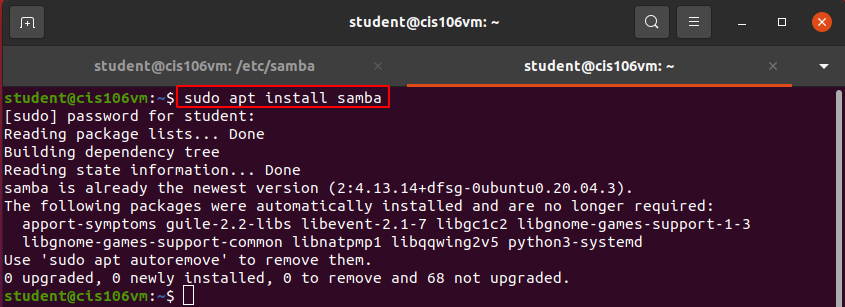 student@cis106vm: ~
student@cis106vm: /etc/samba
student@cis106vm: ~
student@cis106vm:~$ sudo apt install samba
[sudo] password for student:
Reading package lists... Done
Building dependency tree
Reading state information... Done
samba is already the newest version (2:4.13.14+dfsg-0ubuntu0.20.04.3).
The following packages were automatically installed and are no longer required:
  apport-symptoms guile-2.2-libs libevent-2.1-7 libgc1c2 libgnome-games-support-1-3
  libgnome-games-support-common libnatpmp1 libqqwing2v5 python3-systemd
Use 'sudo apt autoremove' to remove them.
0 upgraded, 0 newly installed, 0 to remove and 68 not upgraded.
student@cis106vm:~$